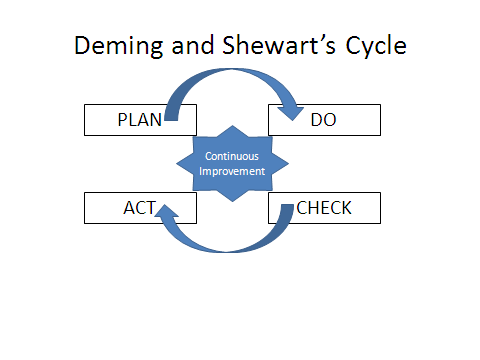 Deming and Shewart's Cycle
PLAN
DO
Continuous
Improvement
ACT
CHECK